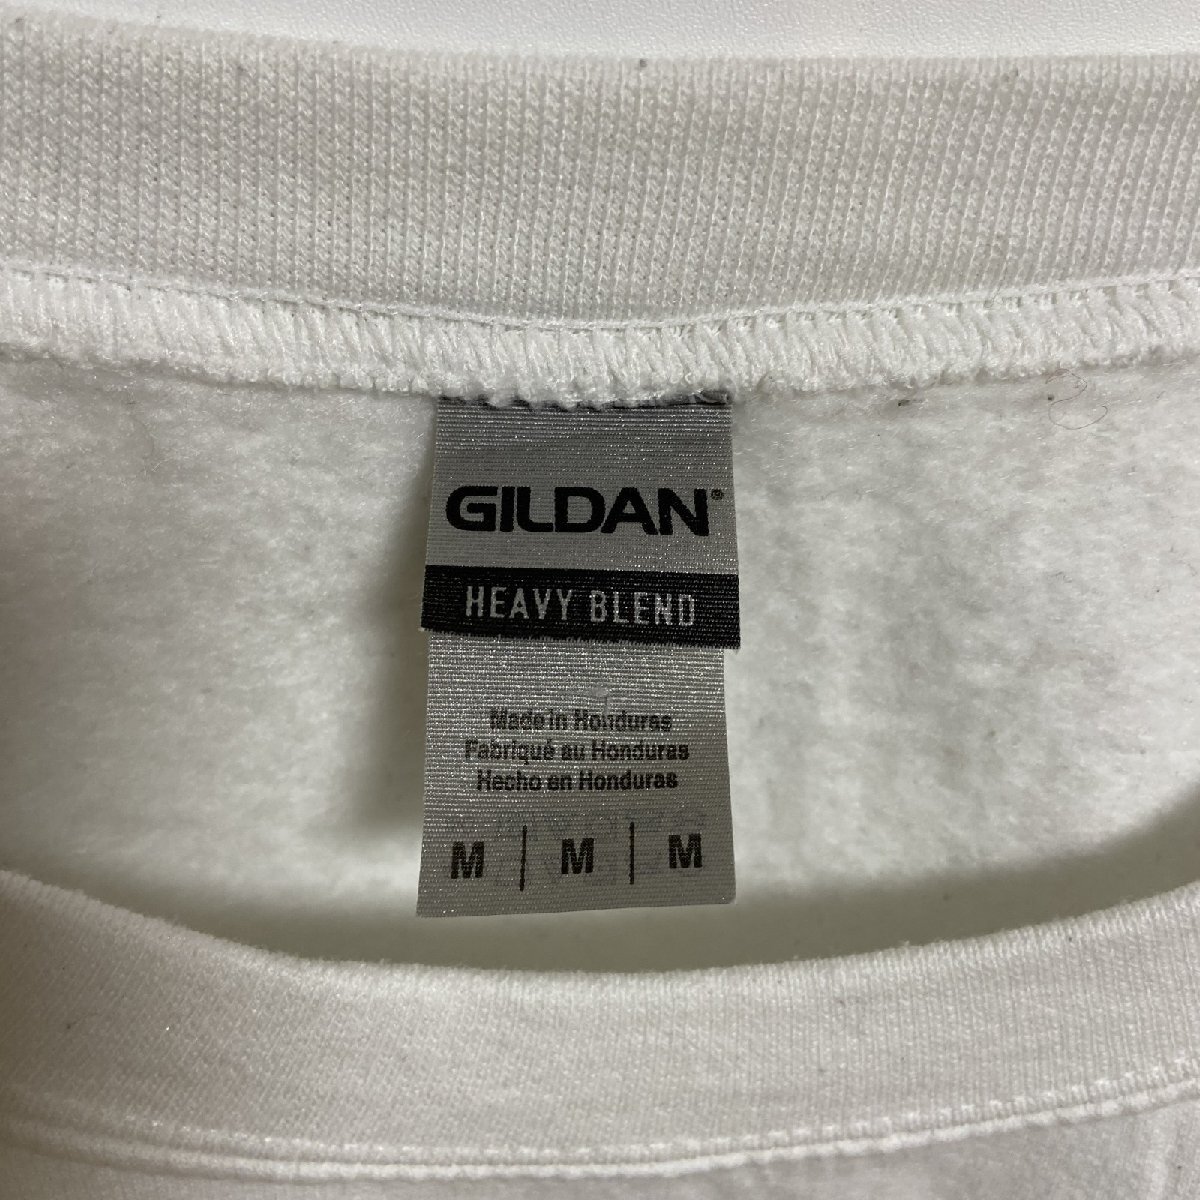 GILDAN®
HEAVY BLEND
Made in Honduras
Fabriqué au Honduras
Hecho en Honduras
M | M | M